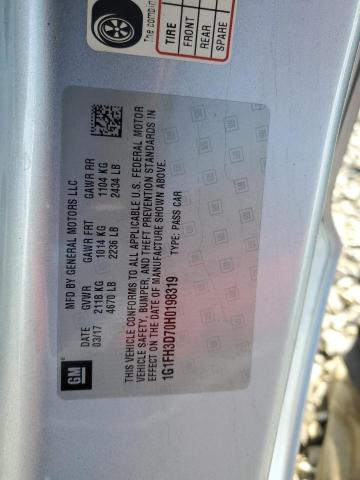 The combin
TIRE
FRONT
REAR
SPARE
MFD BY GENERAL MOTORS LLC
DATE GVWR GAWR FRT GAWR RR
03/17 2118 KG 1014 KG 1104 KG
4670 LB 2236 LB 2434 LB
THIS VEHICLE CONFORMS TO ALL APPLICABLE U.S. FEDERAL MOTOR
VEHICLE SAFETY, BUMPER, AND THEFT PREVENTION STANDARDS IN
EFFECT ON THE DATE OF MANUFACTURE SHOWN ABOVE.
1G1FH3D70H0198319 TYPE: PASS CAR
GM